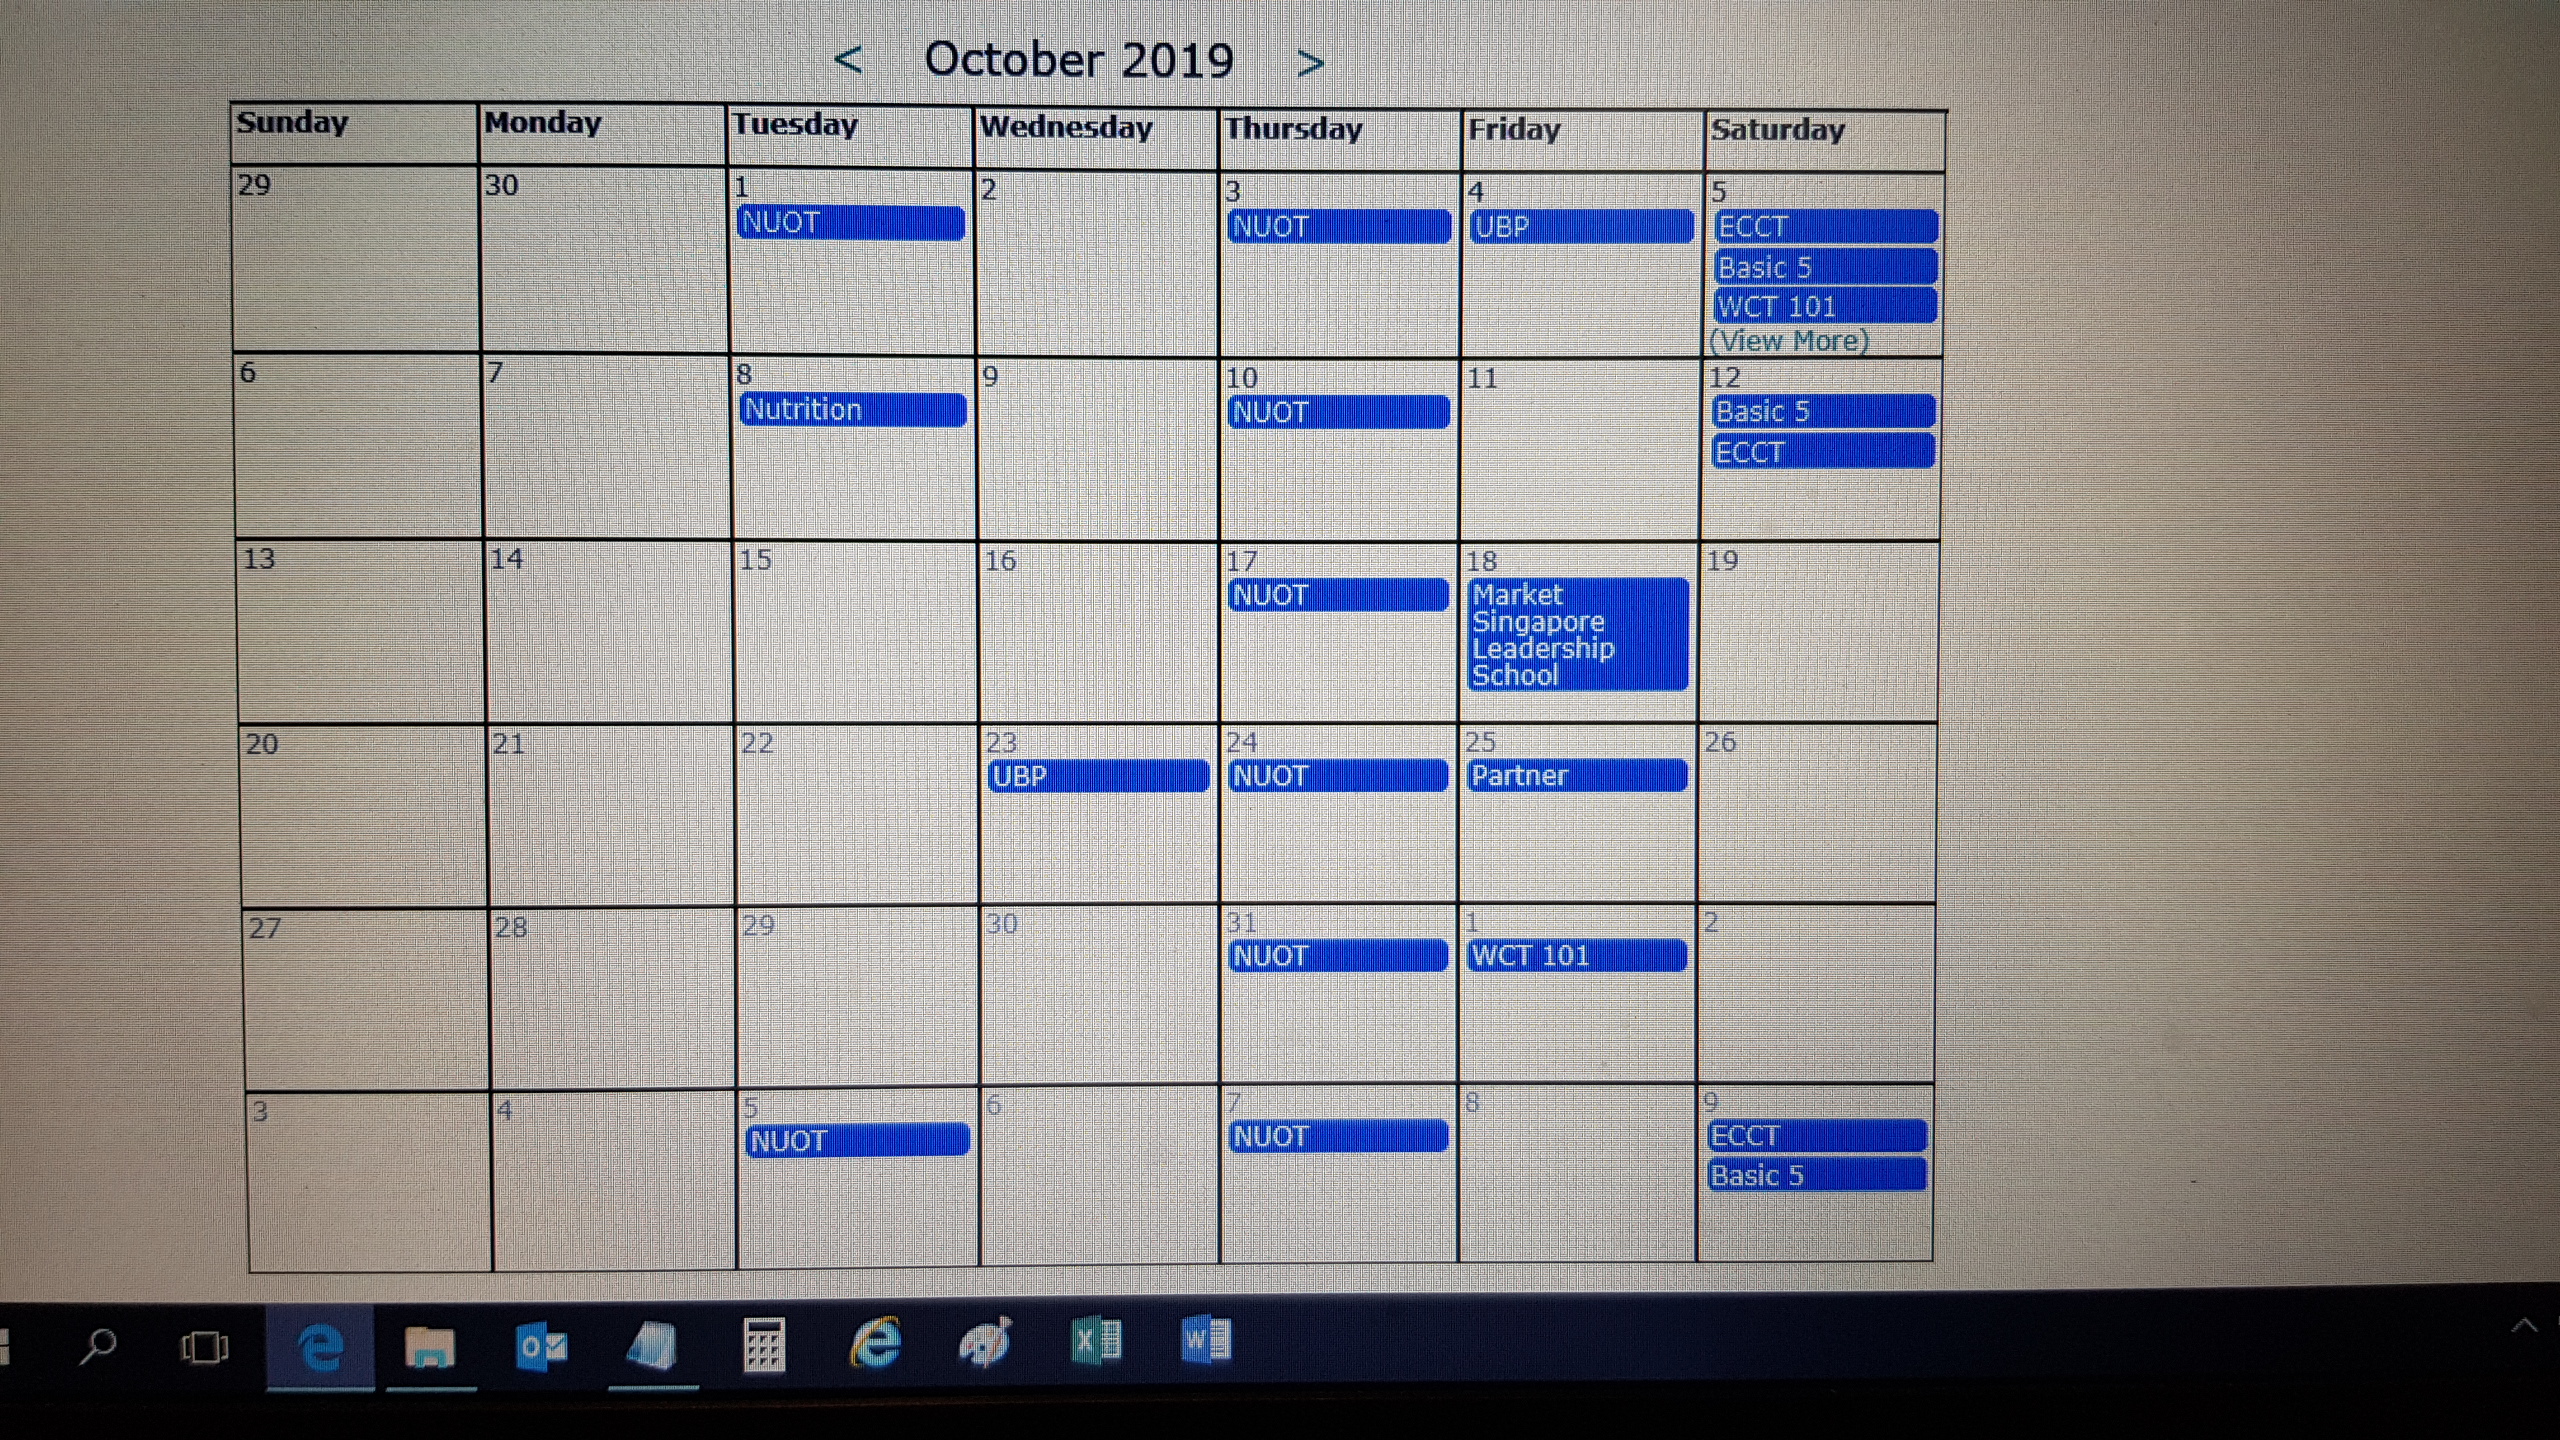 < October 2019 >
Sunday Monday Tuesday Wednesday Thursday Friday Saturday
29 30 1 2 3 4 5
NUOT NUOT UBP ECCT
Basic 5
WCT 101
(View More)
6 7 8 9 10 11 12
Nutrition NUOT Basic 5
ECCT
13 14 15 16 17 18 19
NUOT Market
Singapore
Leadership
School
20 21 22 23 24 25 26
UBP NUOT Partner
27 28 29 30 31 1 2
NUOT WCT 101
3 4 5 6 7 8 9
NUOT NUOT ECCT
Basic 5